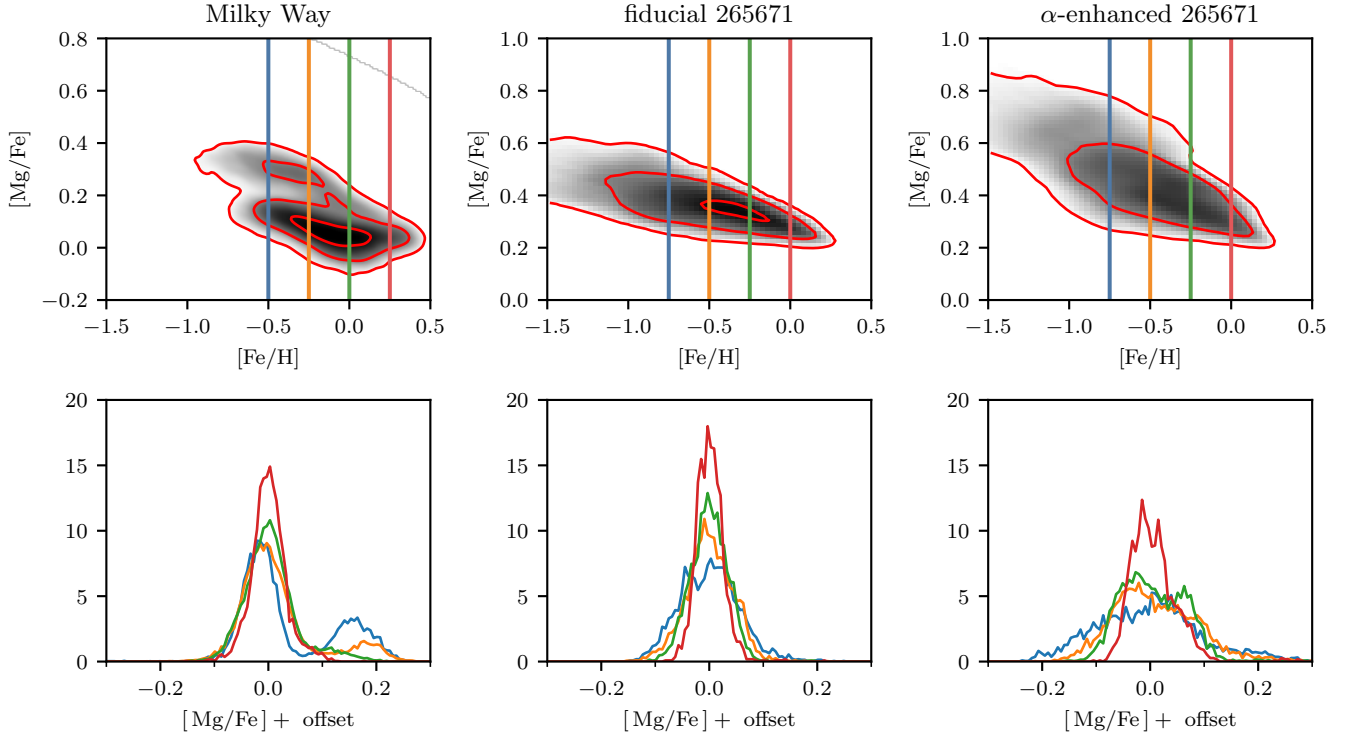 Milky Way
fiducial 265671
α-enhanced 265671
[Mg/Fe]
0.8
0.6
0.4
0.2
0.0
−0.2
−1.5 −1.0 −0.5 0.0 0.5
[Fe/H]
[Mg/Fe]
1.0
0.8
0.6
0.4
0.2
0.0
−1.5 −1.0 −0.5 0.0 0.5
[Fe/H]
[Mg/Fe]
1.0
0.8
0.6
0.4
0.2
0.0
−1.5 −1.0 −0.5 0.0 0.5
[Fe/H]
20
15
10
5
0
−0.2 0.0 0.2
[Mg/Fe] + offset
20
15
10
5
0
−0.2 0.0 0.2
[Mg/Fe] + offset
20
15
10
5
0
−0.2 0.0 0.2
[Mg/Fe] + offset